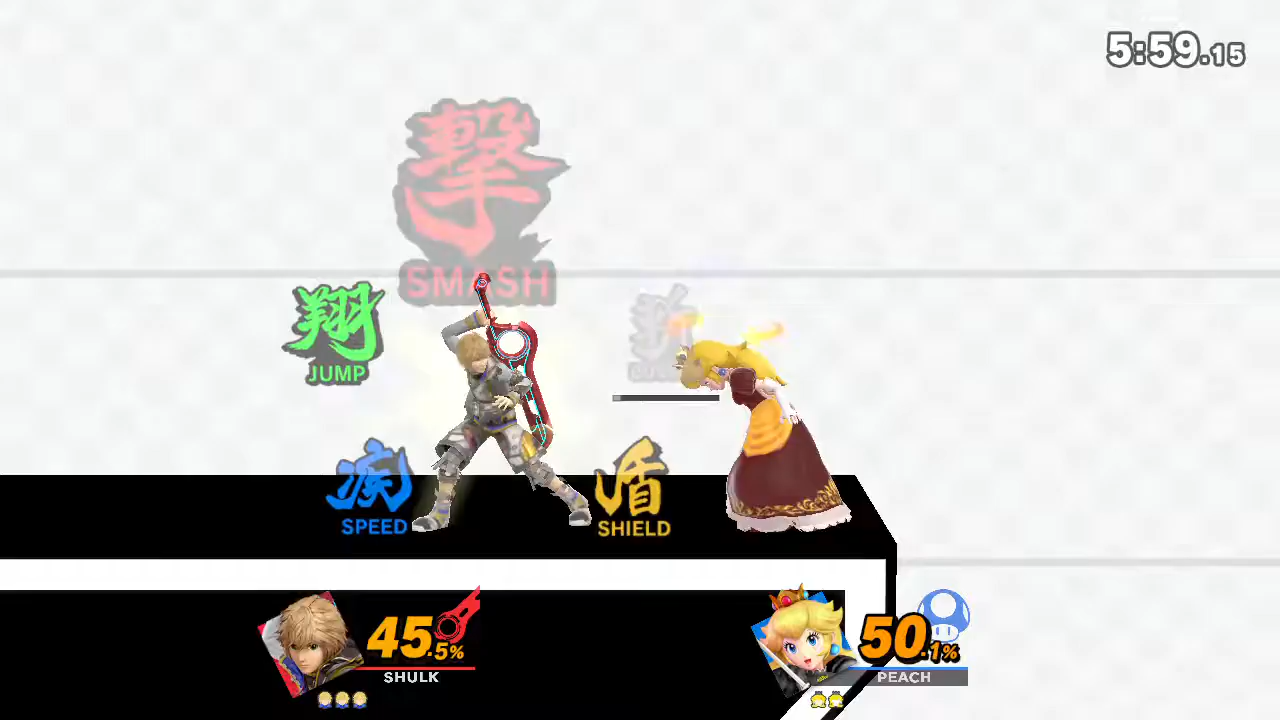 5:59.15
撃
SMASH
翔
JUMP
疾
SPEED
盾
SHIELD
45.5%
SHULK
50.1%
PEACH